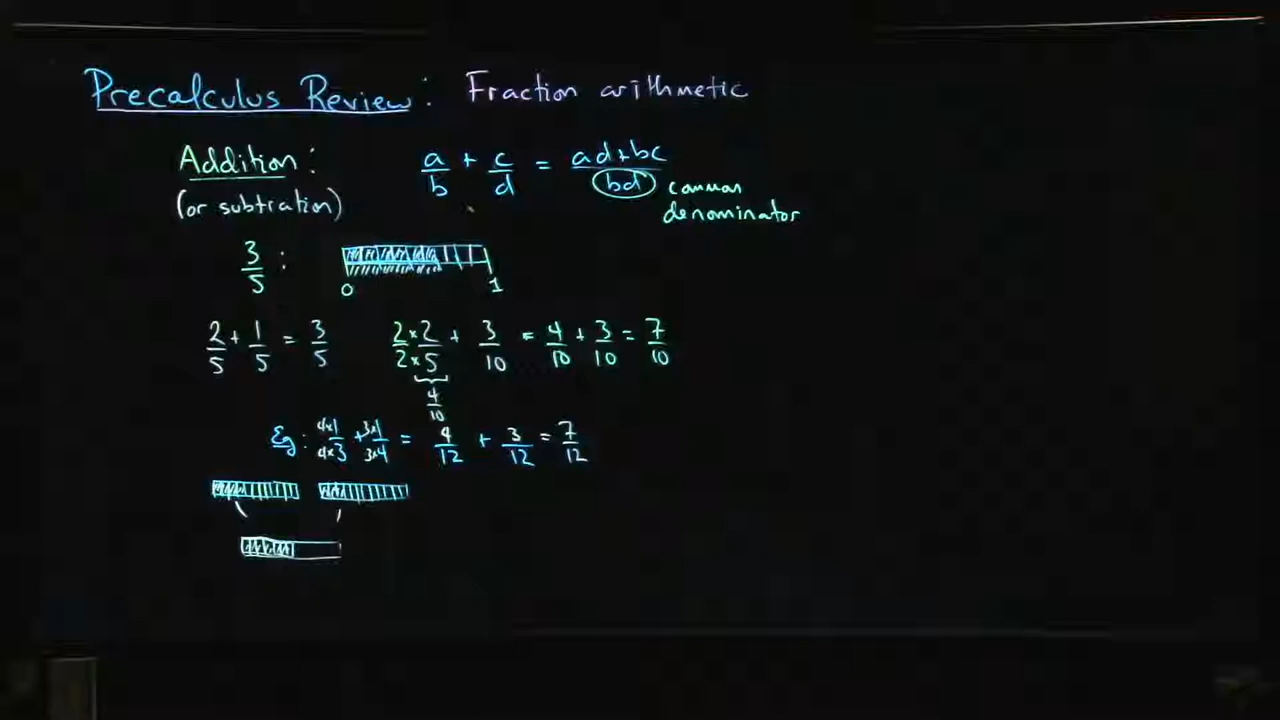 Precalculus Review: Fraction arithmetic
Addition: a/b + c/d = ad+bc/bd common
(or subtration) denominator
3/5 :
0 1
2/5 + 1/5 = 3/5 2×2/2×5 + 3/10 = 4/10 + 3/10 = 7/10
4/10
Eg: 4×1/4×3 + 3×1/3×4 = 4/12 + 3/12 = 7/12